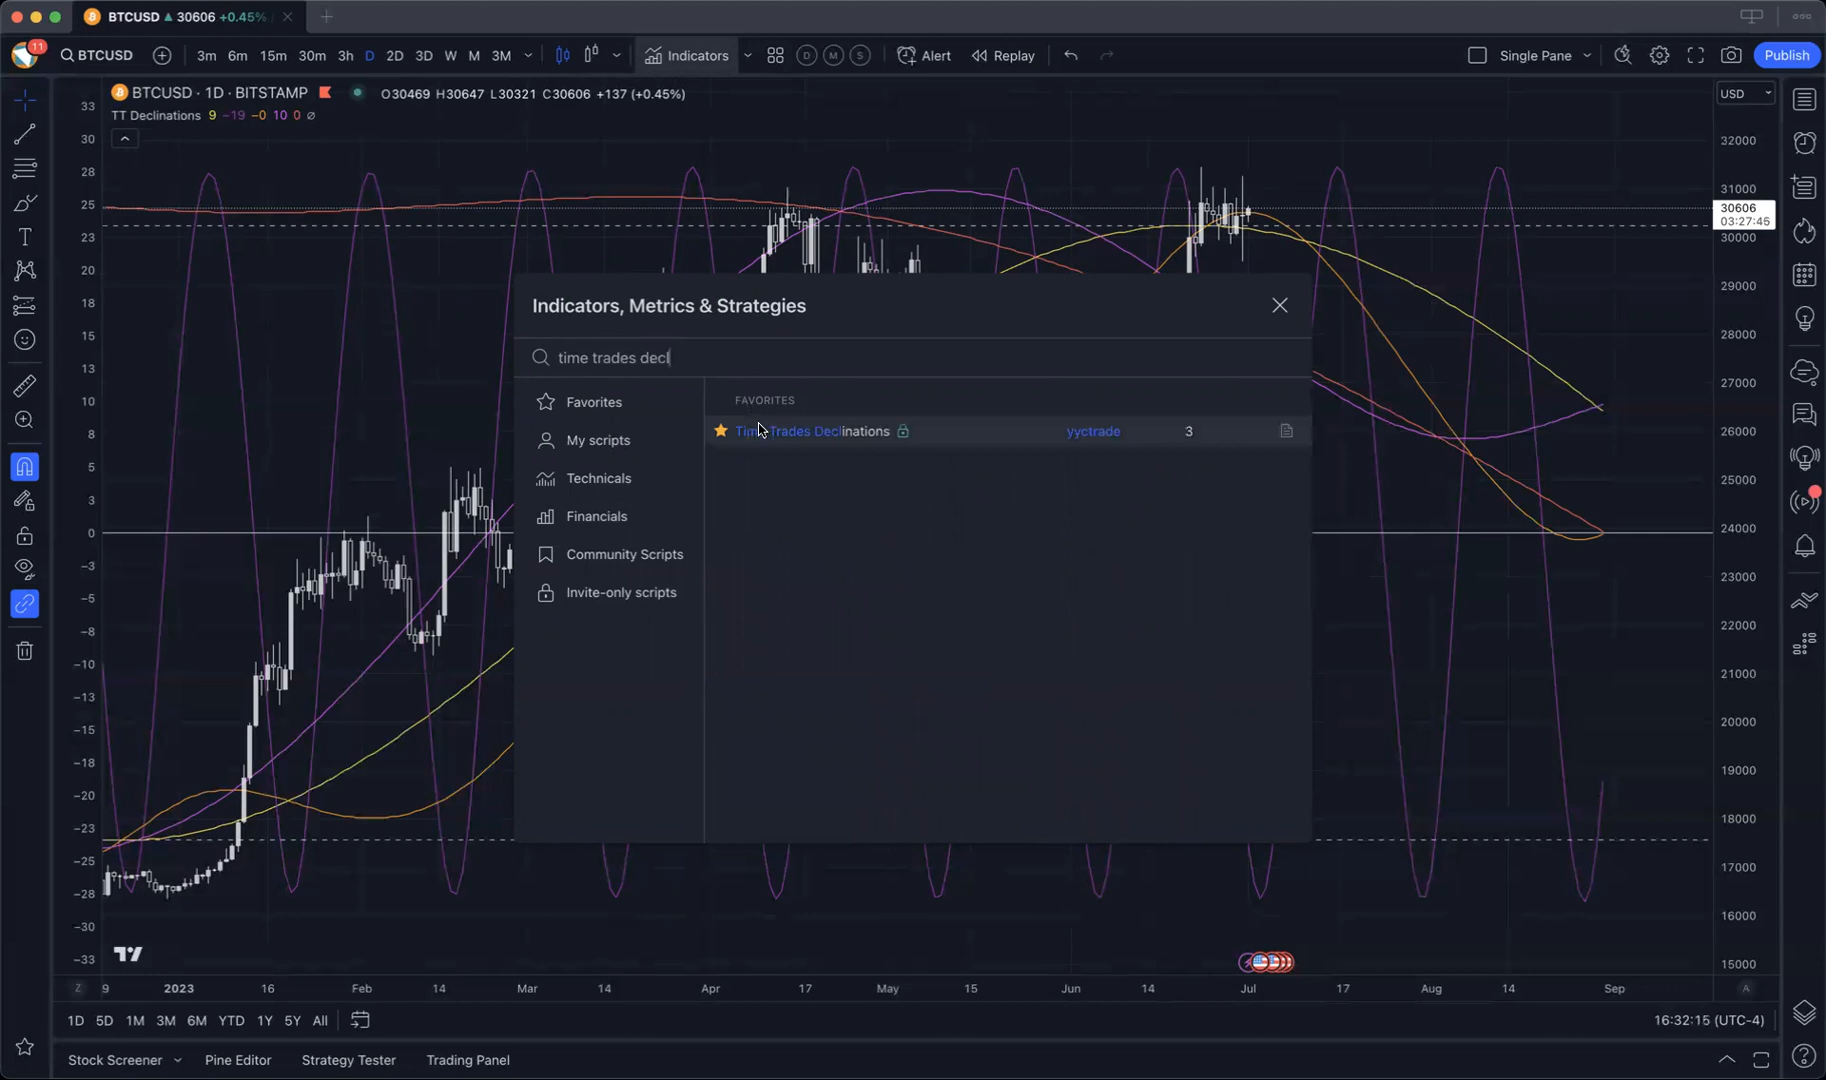 BTCUSD ▲ 30606 +0.45%
11
BTCUSD
3m 6m 15m 30m 3h D 2D 3D W M 3M
Indicators
D M S
Alert
Replay
Single Pane
Publish
BTCUSD · 1D · BITSTAMP
O30469 H30647 L30321 C30606 +137 (+0.45%)
USD
TT Declinations 9 −19 −0 10 0 ∅
33
30
28
25
23
20
18
15
13
10
8
5
3
0
−3
−5
−8
−10
−13
−15
−18
−20
−23
−25
−28
−30
−33
32000
31000
30606
03:27:45
30000
29000
28000
27000
26000
25000
24000
23000
22000
21000
20000
19000
18000
17000
16000
15000
Indicators, Metrics & Strategies
time trades decl
Favorites
My scripts
Technicals
Financials
Community Scripts
Invite-only scripts
FAVORITES
Time Trades Declinations yyctrade 3
Z 9 2023 16 Feb 14 Mar 14 Apr 17 May 15 Jun 14 Jul 17 Aug 14 Sep A
1D 5D 1M 3M 6M YTD 1Y 5Y All
16:32:15 (UTC-4)
Stock Screener Pine Editor Strategy Tester Trading Panel